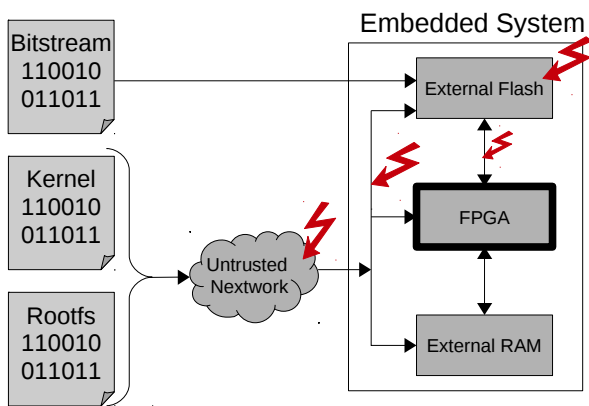 Embedded System
Bitstream
110010
011011
External Flash
Kernel
110010
011011
FPGA
Untrusted
Nextwork
Rootfs
110010
011011
External RAM